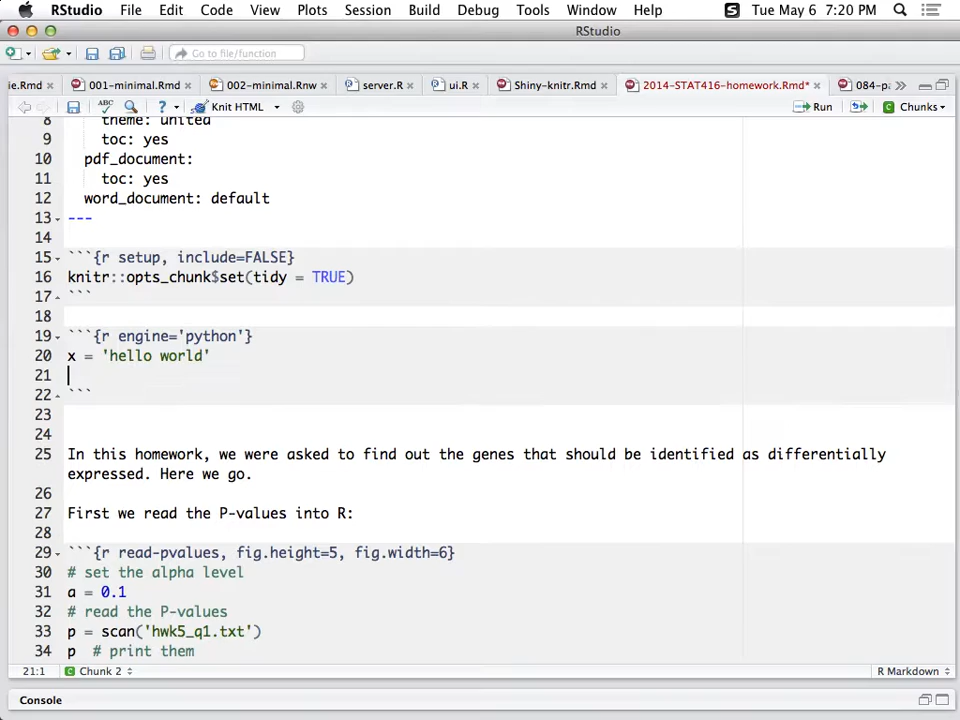 RStudio File Edit Code View Plots Session Build Debug Tools Window Help S Tue May 6 7:20 PM
RStudio
Go to file/function
ie.Rmd 001-minimal.Rmd 002-minimal.Rnw server.R ui.R Shiny-knitr.Rmd 2014-STAT416-homework.Rmd* 084-pa
ABC ? Knit HTML Run Chunks
8 theme: united
9 toc: yes
10 pdf_document:
11 toc: yes
12 word_document: default
13 ---
14
15 ```{r setup, include=FALSE}
16 knitr::opts_chunk$set(tidy = TRUE)
17 ```
18
19 ```{r engine='python'}
20 x = 'hello world'
21
22 ```
23
24
25 In this homework, we were asked to find out the genes that should be identified as differentially
expressed. Here we go.
26
27 First we read the P-values into R:
28
29 ```{r read-pvalues, fig.height=5, fig.width=6}
30 # set the alpha level
31 a = 0.1
32 # read the P-values
33 p = scan('hwk5_q1.txt')
34 p # print them
21:1 C Chunk 2 R Markdown
Console